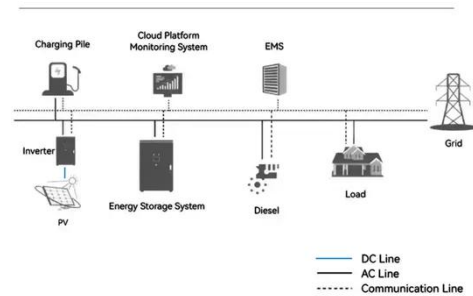 Charging Pile
Cloud Platform
Monitoring System
EMS
Grid
Inverter
PV
Energy Storage System
Diesel
Load
DC Line
AC Line
Communication Line